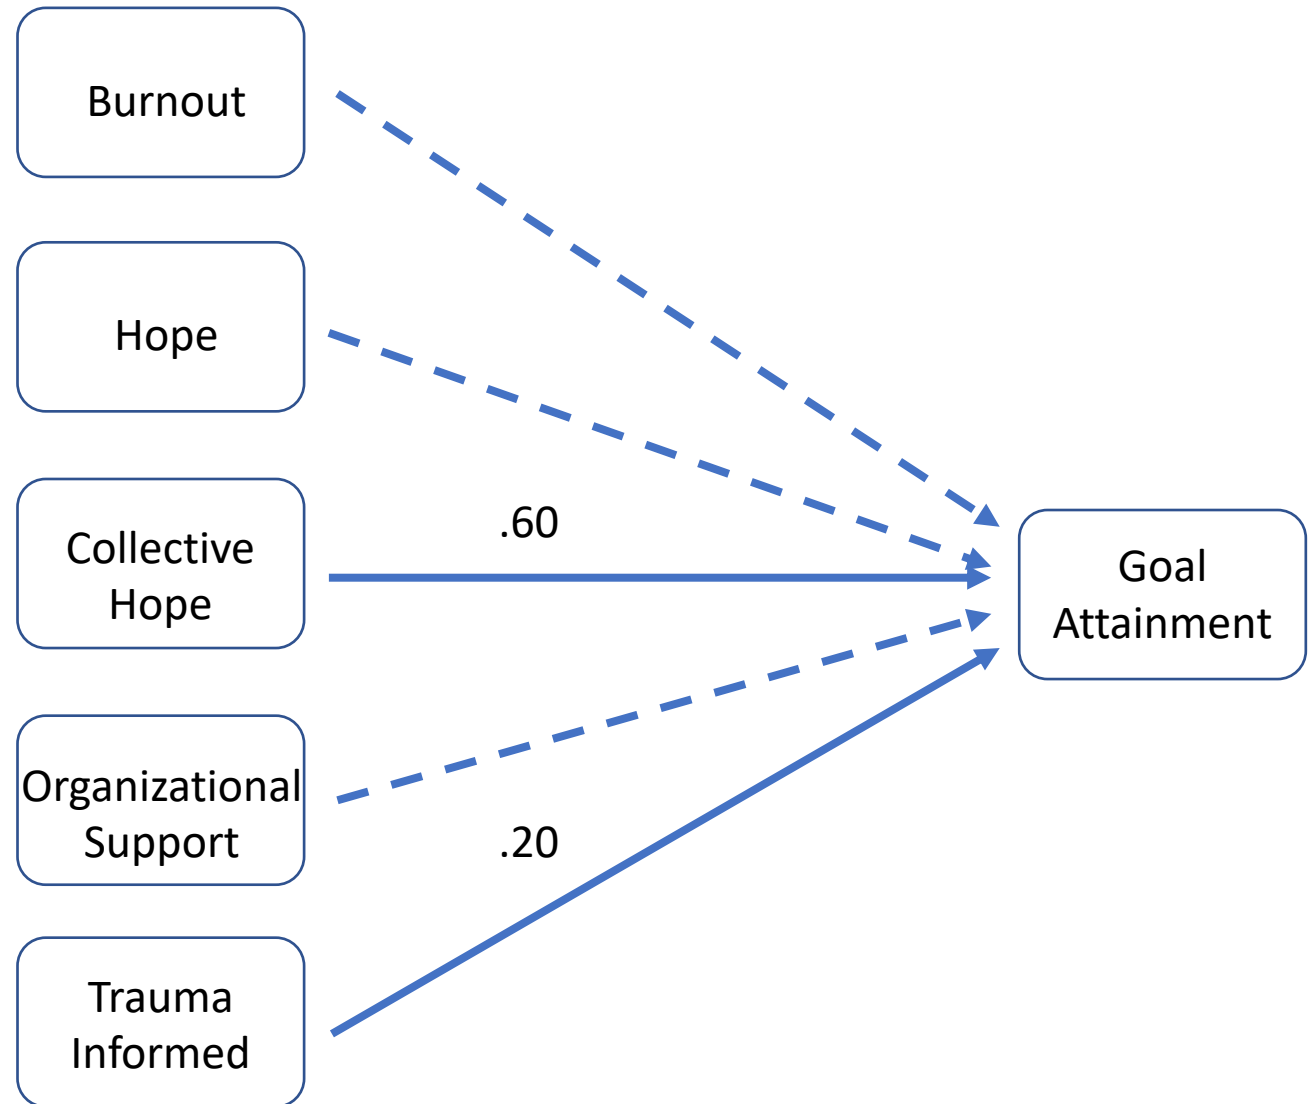 Burnout
Hope
Collective
Hope
.60
Goal
Attainment
Organizational
Support
.20
Trauma
Informed